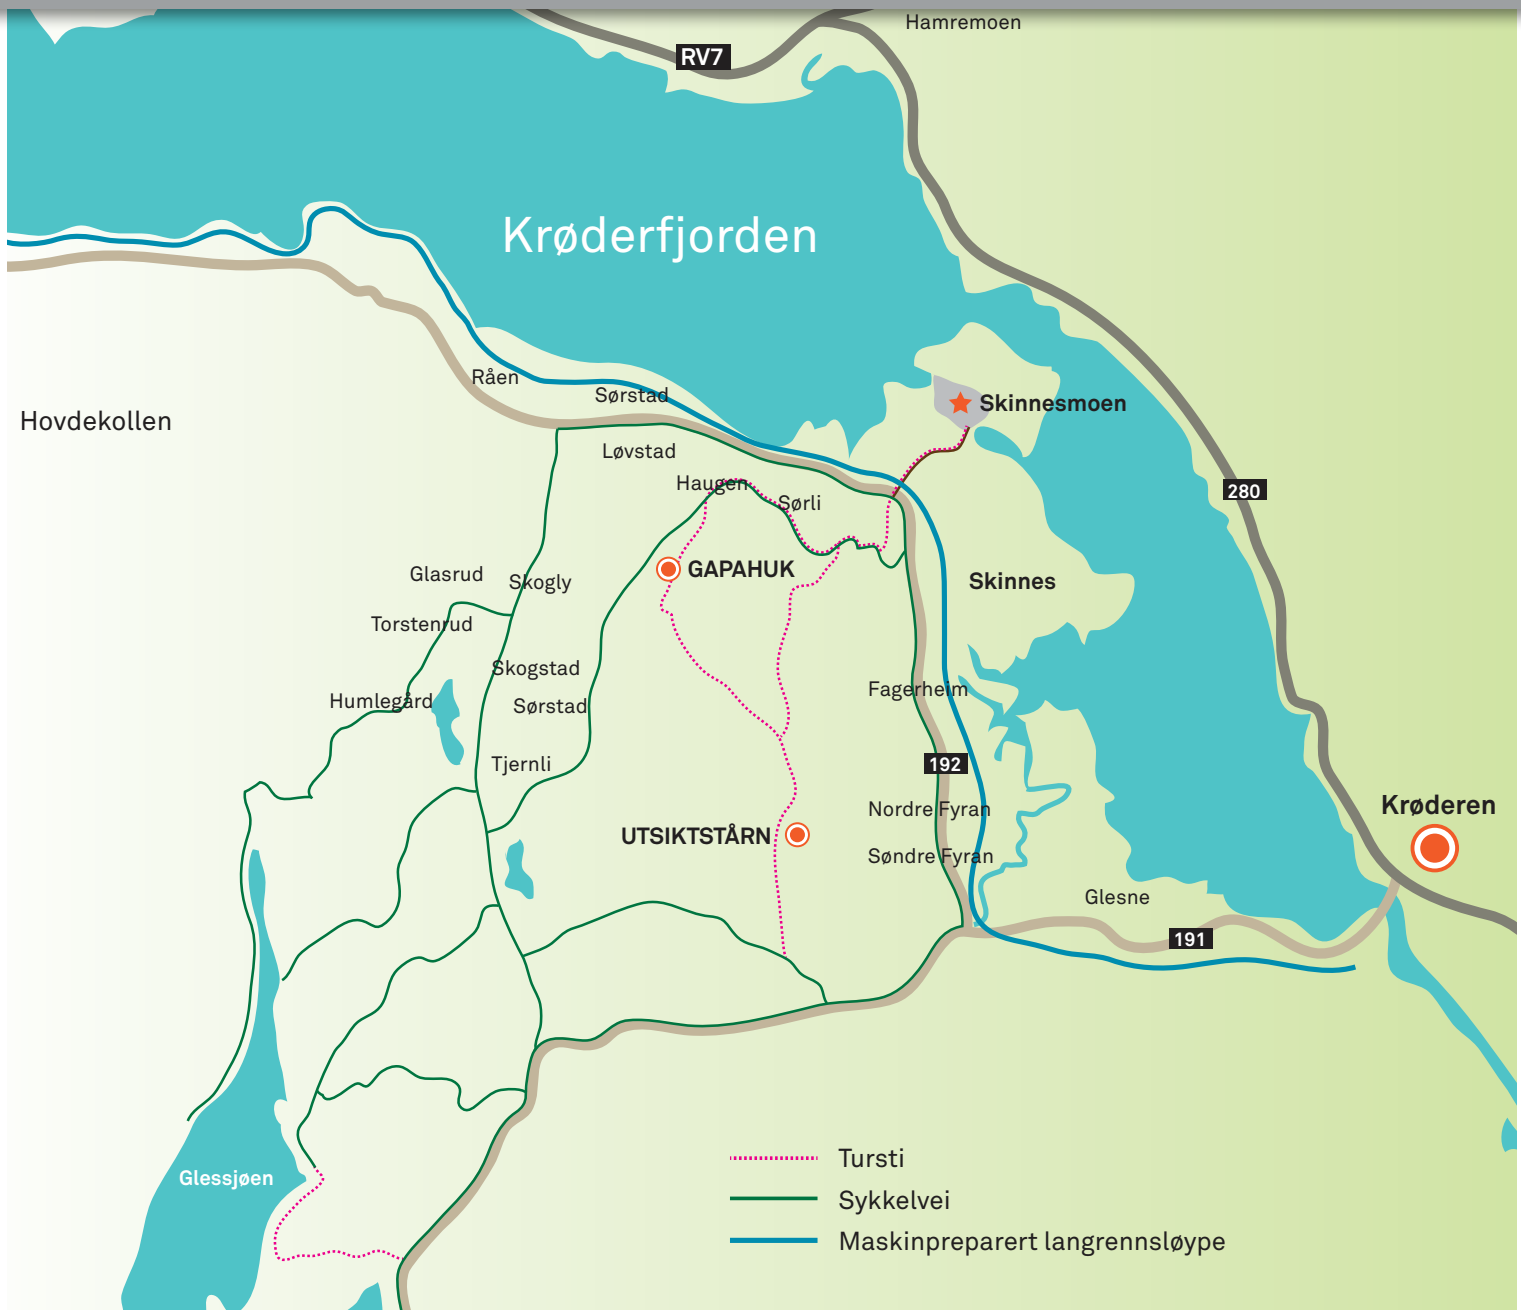 Hamremoen
RV7
Krøderfjorden
Råen
Sørstad
Skinnesmoen
Hovdekollen
Løvstad
Haugen
Sørli
280
GAPAHUK
Glasrud
Skogly
Skinnes
Torstenrud
Skogstad
Fagerheim
Humlegård
Sørstad
Tjernli
192
Krøderen
Nordre Fyran
UTSIKTSTÅRN
Søndre Fyran
Glesne
191
Tursti
Glessjøen
Sykkelvei
Maskinpreparert langrennsløype